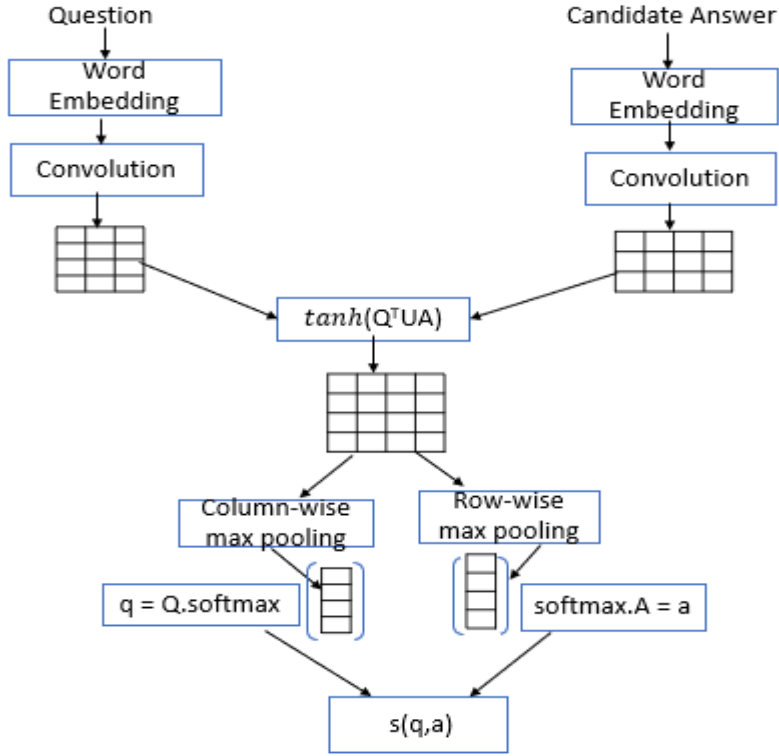 Question
Candidate Answer
Word
Embedding
Word
Embedding
Convolution
Convolution
tanh(QᵀUA)
Column-wise
max pooling
Row-wise
max pooling
q = Q.softmax
softmax.A = a
s(q,a)